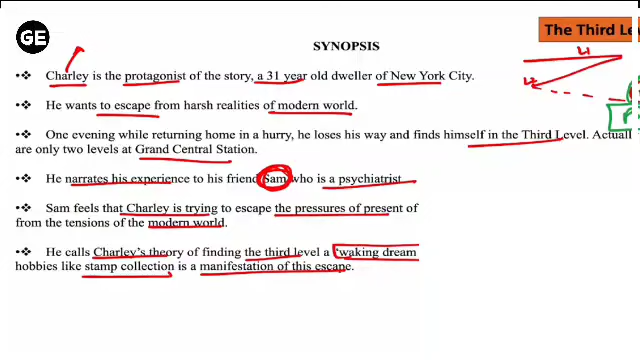 GE
The Third Le
SYNOPSIS
❖ Charley is the protagonist of the story, a 31 year old dweller of New York City.
❖ He wants to escape from harsh realities of modern world.
❖ One evening while returning home in a hurry, he loses his way and finds himself in the Third Level. Actuall
are only two levels at Grand Central Station.
❖ He narrates his experience to his friend Sam who is a psychiatrist
❖ Sam feels that Charley is trying to escape the pressures of present of
from the tensions of the modern world.
❖ He calls Charley's theory of finding the third level a 'waking dream
hobbies like stamp collection is a manifestation of this escape.